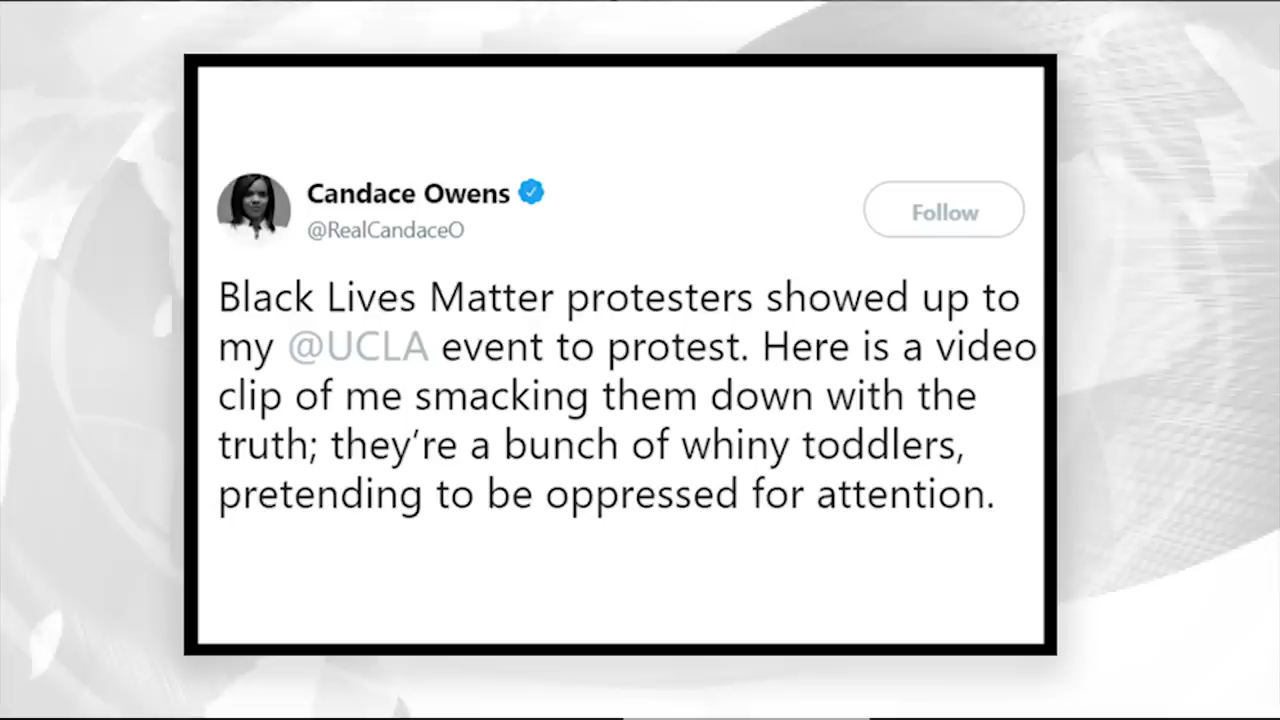 Candace Owens
@RealCandaceO
Follow
Black Lives Matter protesters showed up to
my @UCLA event to protest. Here is a video
clip of me smacking them down with the
truth; they’re a bunch of whiny toddlers,
pretending to be oppressed for attention.